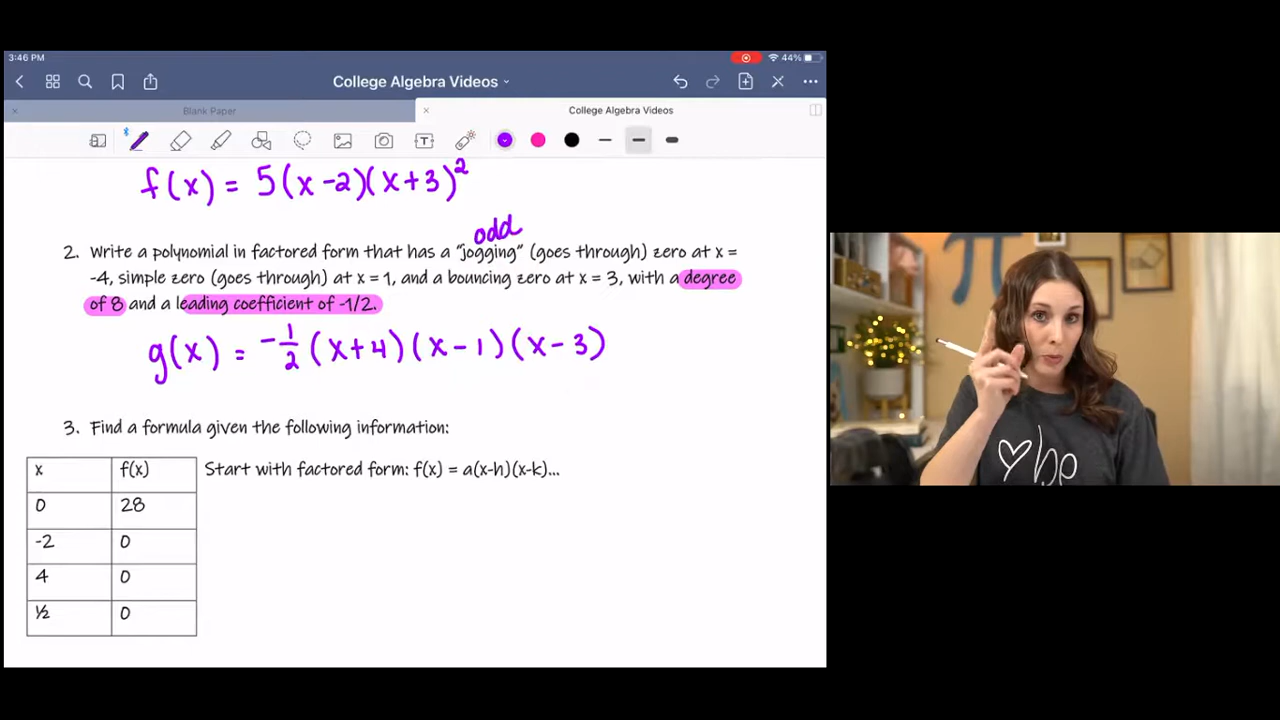 3:46 PM
44%
College Algebra Videos
Blank Paper
College Algebra Videos
T
f(x) = 5(x-2)(x+3)²
odd
2. Write a polynomial in factored form that has a "jogging" (goes through) zero at x =
-4, simple zero (goes through) at x = 1, and a bouncing zero at x = 3, with a degree
of 8 and a leading coefficient of -1/2.
g(x) = -1/2 (x+4)(x-1)(x-3)
3. Find a formula given the following information:
x f(x) Start with factored form: f(x) = a(x-h)(x-k)...
0 28
-2 0
4 0
½ 0
be